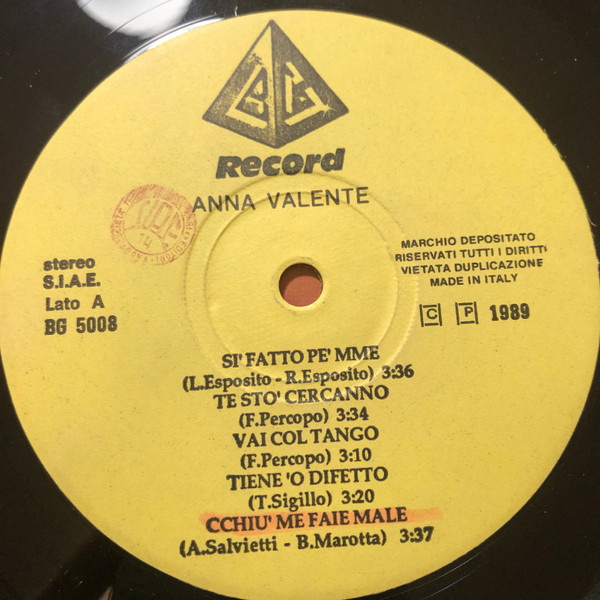 BG
Record
ANNA VALENTE
stereo
S.I.A.E.
Lato A
BG 5008
MARCHIO DEPOSITATO
RISERVATI TUTTI I DIRITTI
VIETATA DUPLICAZIONE
MADE IN ITALY
C P 1989
SI' FATTO PE' MME
(L.Esposito - R.Esposito) 3:36
TE STO' CERCANNO
(F.Percopo) 3:34
VAI COL TANGO
(F.Percopo) 3:10
TIENE 'O DIFETTO
(T.Sigillo) 3:20
CCHIU' ME FAIE MALE
(A.Salvietti - B.Marotta) 3:37